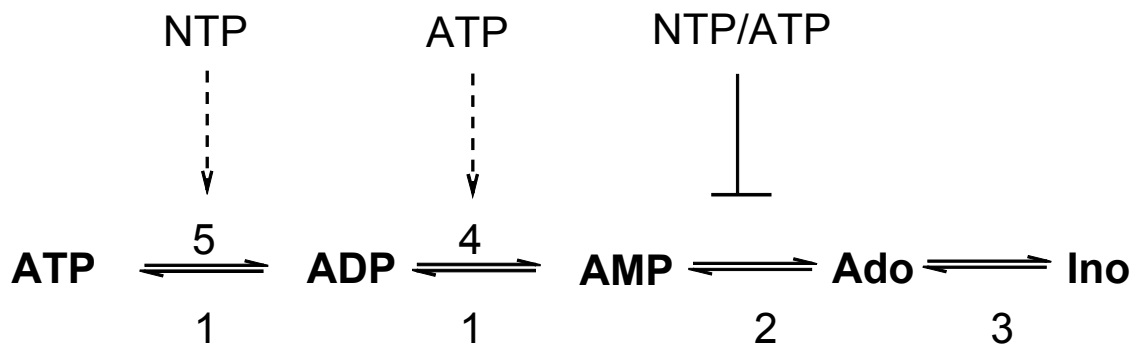 NTP ATP NTP/ATP
5 4
ATP ADP AMP Ado Ino
1 1 2 3